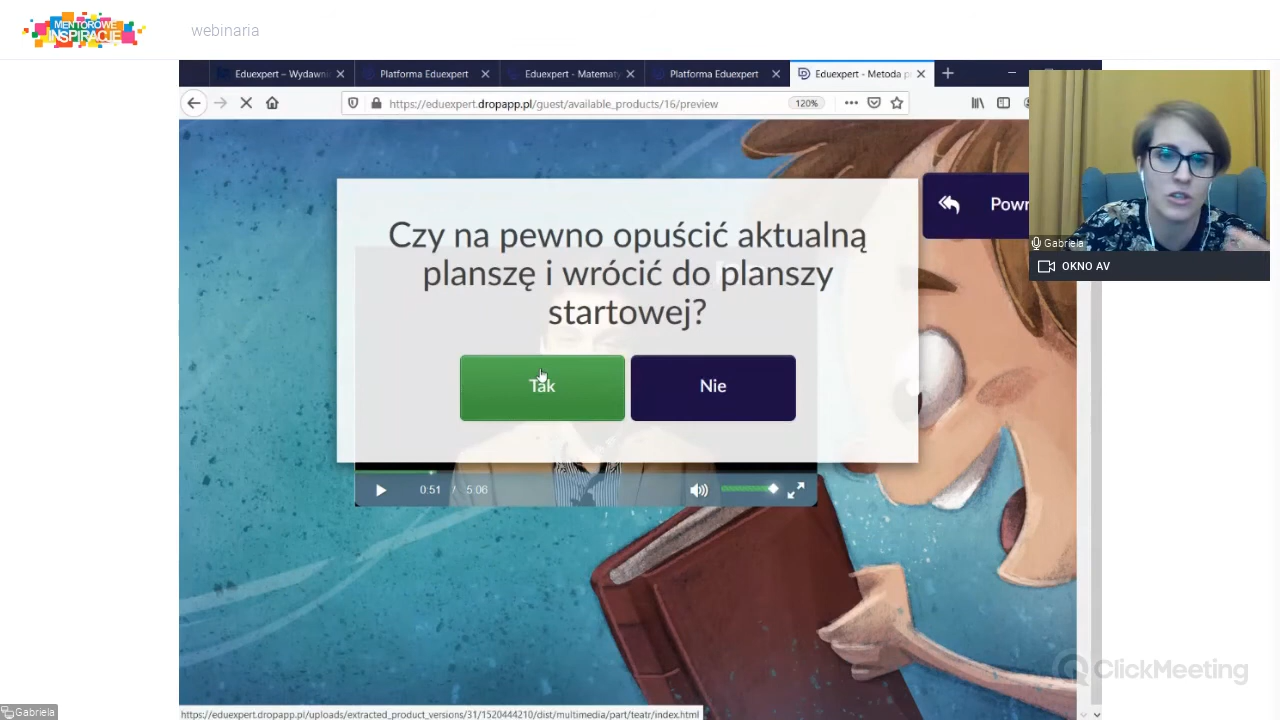 MENTOROWE
INSPIRACJE
webinaria
Eduexpert – Wydawni
Platforma Eduexpert
Eduexpert - Matematy
Platforma Eduexpert
Eduexpert - Metoda p
https://eduexpert.dropapp.pl/guest/available_products/16/preview
120%
Powr
Czy na pewno opuścić aktualną
planszę i wrócić do planszy
startowej?
Tak
Nie
0:51 / 5:06
Gabriela
OKNO AV
ClickMeeting
Gabriela
https://eduexpert.dropapp.pl/uploads/extracted_product_versions/31/1520444210/dist/multimedia/part/teatr/index.html